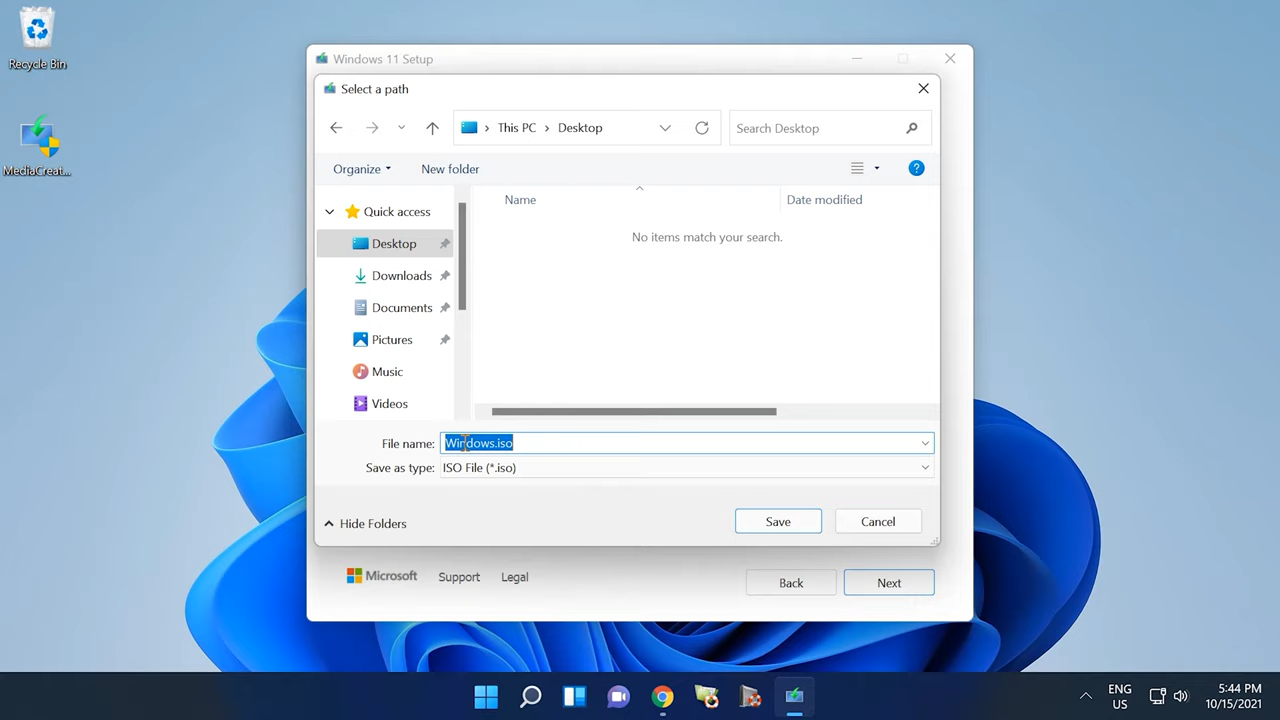 Recycle Bin
MediaCreat...
Windows 11 Setup
Select a path
This PC
Desktop
Search Desktop
Organize
New folder
Name
Date modified
No items match your search.
Quick access
Desktop
Downloads
Documents
Pictures
Music
Videos
File name: Windows.iso
Save as type: ISO File (*.iso)
Hide Folders
Save
Cancel
Microsoft
Support
Legal
Back
Next
ENG
US
5:44 PM
10/15/2021